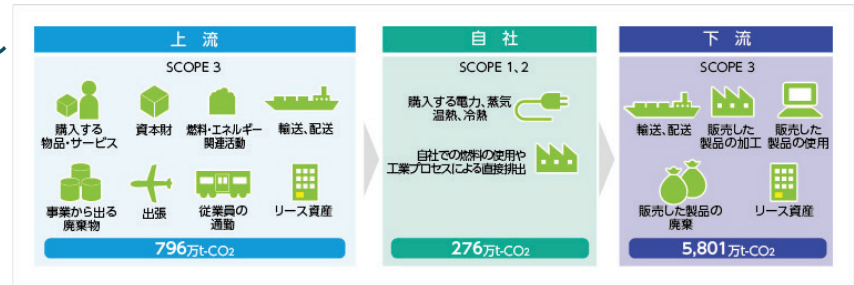 上流
SCOPE 3
購入する
物品・サービス
資本財
燃料・エネルギー
関連活動
輸送、配送
事業から出る
廃棄物
出張
従業員の
通勤
リース資産
796万t-CO2
自社
SCOPE 1、2
購入する電力、蒸気
温熱、冷熱
自社での燃料の使用や
工業プロセスによる直接排出
276万t-CO2
下流
SCOPE 3
輸送、配送
販売した
製品の加工
販売した
製品の使用
販売した製品の
廃棄
リース資産
5,801万t-CO2